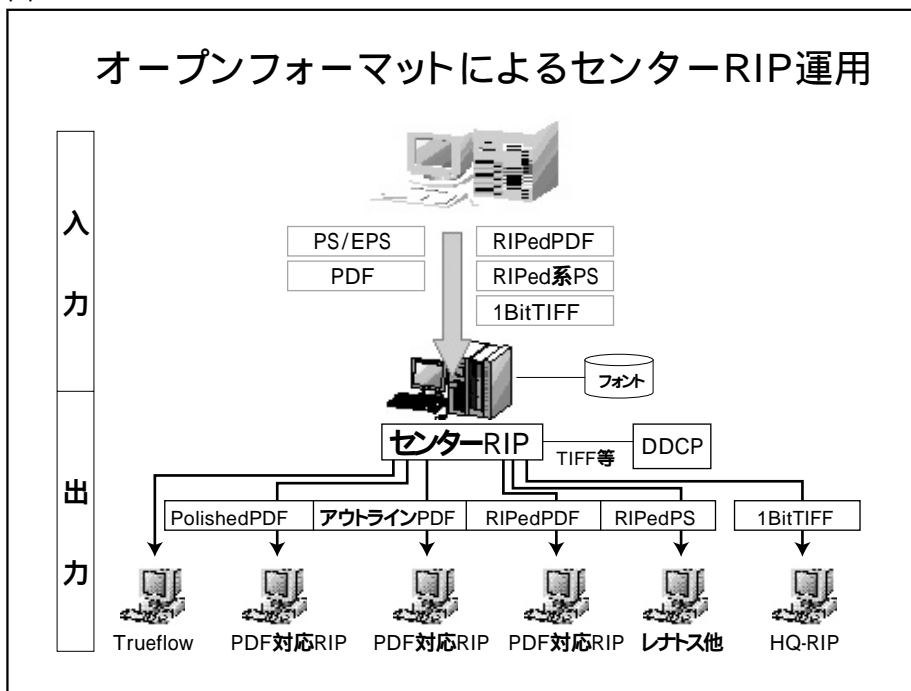 オープンフォーマットによるセンターRIP運用
入力
PS/EPS
PDF
RIPedPDF
RIPed系PS
1BitTIFF
フォント
センターRIP
TIFF等
DDCP
出力
PolishedPDF
アウトラインPDF
RIPedPDF
RIPedPS
1BitTIFF
Trueflow
PDF対応RIP
PDF対応RIP
PDF対応RIP
レナトス他
HQ-RIP